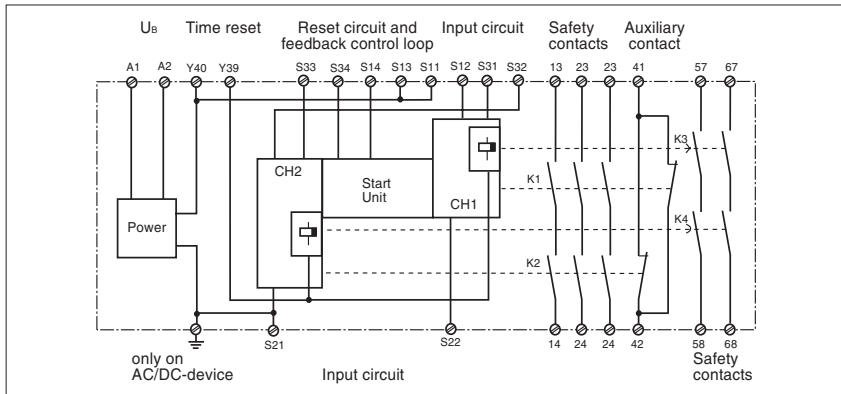 UB Time reset Reset circuit and feedback control loop Input circuit Safety contacts Auxiliary contact
A1 A2 Y40 Y39 S33 S34 S14 S13 S11 S12 S31 S32 13 23 23 41 57 67
K3
CH2
Start Unit
K1
CH1
Power
K4
K2
S21 S22 14 24 24 42 58 68
only on AC/DC-device
Input circuit
Safety contacts